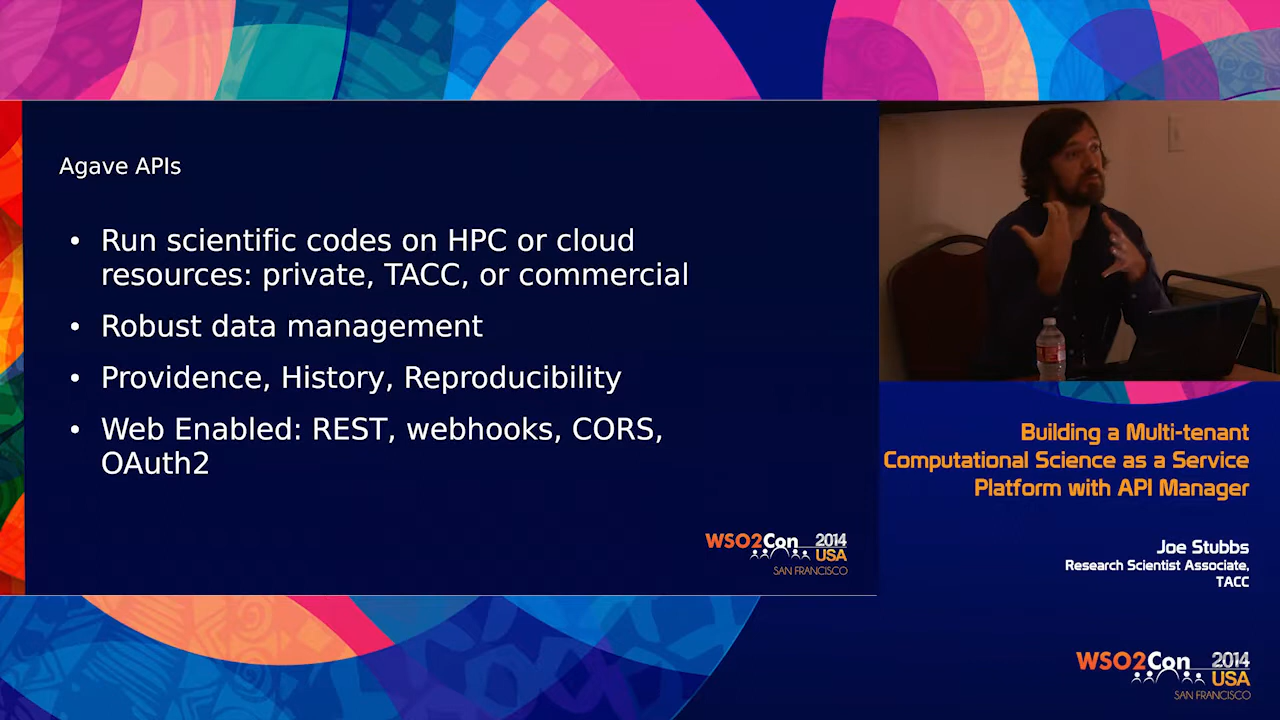 Agave APIs
• Run scientific codes on HPC or cloud
resources: private, TACC, or commercial
• Robust data management
• Providence, History, Reproducibility
• Web Enabled: REST, webhooks, CORS,
OAuth2
WSO2Con 2014
USA
SAN FRANCISCO
Building a Multi-tenant
Computational Science as a Service
Platform with API Manager
Joe Stubbs
Research Scientist Associate,
TACC
WSO2Con 2014
USA
SAN FRANCISCO